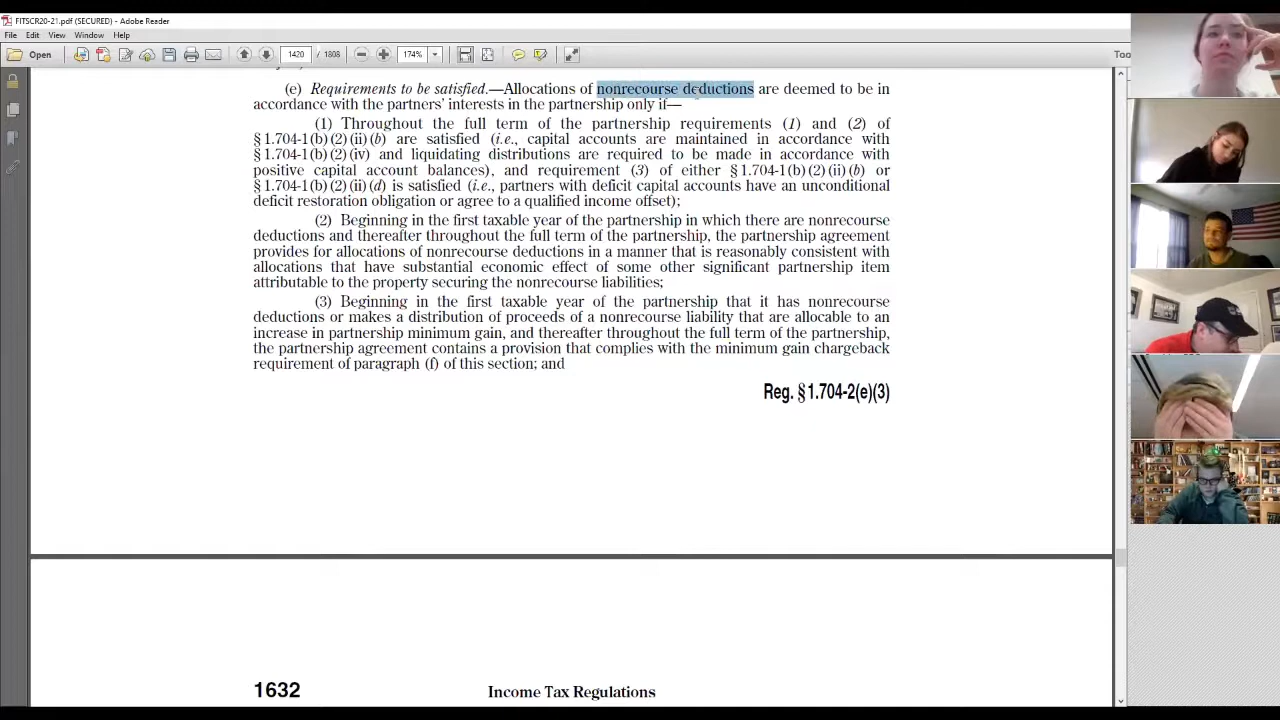 FITSCR20-21.pdf (SECURED) - Adobe Reader
File Edit View Window Help
Open 1420 / 1808 174% Too
(e) Requirements to be satisfied.—Allocations of nonrecourse deductions are deemed to be in
accordance with the partners' interests in the partnership only if—
(1) Throughout the full term of the partnership requirements (1) and (2) of
§ 1.704-1(b)(2)(ii)(b) are satisfied (i.e., capital accounts are maintained in accordance with
§ 1.704-1(b)(2)(iv) and liquidating distributions are required to be made in accordance with
positive capital account balances), and requirement (3) of either § 1.704-1(b)(2)(ii)(b) or
§ 1.704-1(b)(2)(ii)(d) is satisfied (i.e., partners with deficit capital accounts have an unconditional
deficit restoration obligation or agree to a qualified income offset);
(2) Beginning in the first taxable year of the partnership in which there are nonrecourse
deductions and thereafter throughout the full term of the partnership, the partnership agreement
provides for allocations of nonrecourse deductions in a manner that is reasonably consistent with
allocations that have substantial economic effect of some other significant partnership item
attributable to the property securing the nonrecourse liabilities;
(3) Beginning in the first taxable year of the partnership that it has nonrecourse
deductions or makes a distribution of proceeds of a nonrecourse liability that are allocable to an
increase in partnership minimum gain, and thereafter throughout the full term of the partnership,
the partnership agreement contains a provision that complies with the minimum gain chargeback
requirement of paragraph (f) of this section; and
Reg. § 1.704-2(e)(3)
1632 Income Tax Regulations